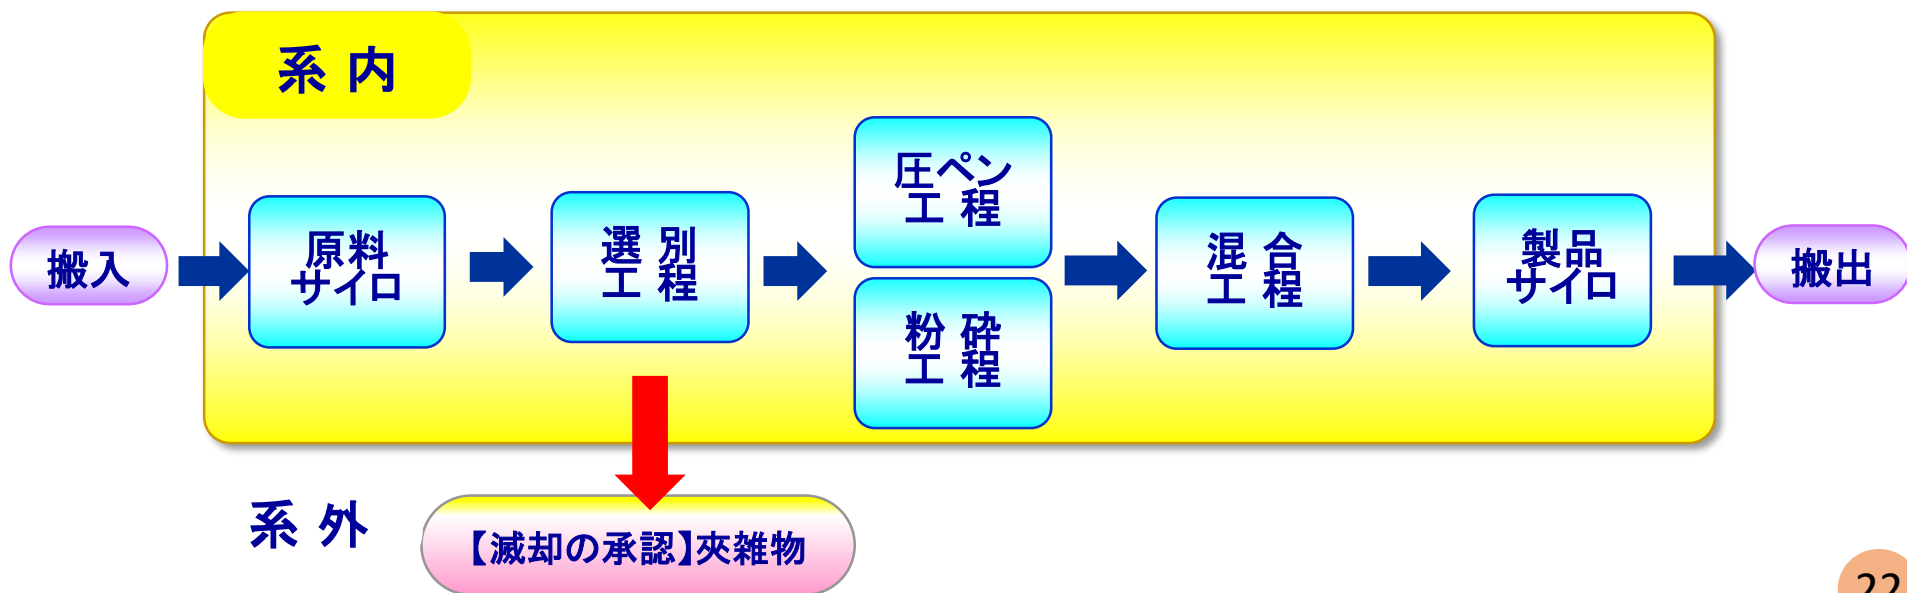 系 内
搬入
原料
サイロ
選 別
工 程
圧ペン
工 程
粉 砕
工 程
混 合
工 程
製品
サイロ
搬出
系 外
【滅却の承認】夾雑物
22